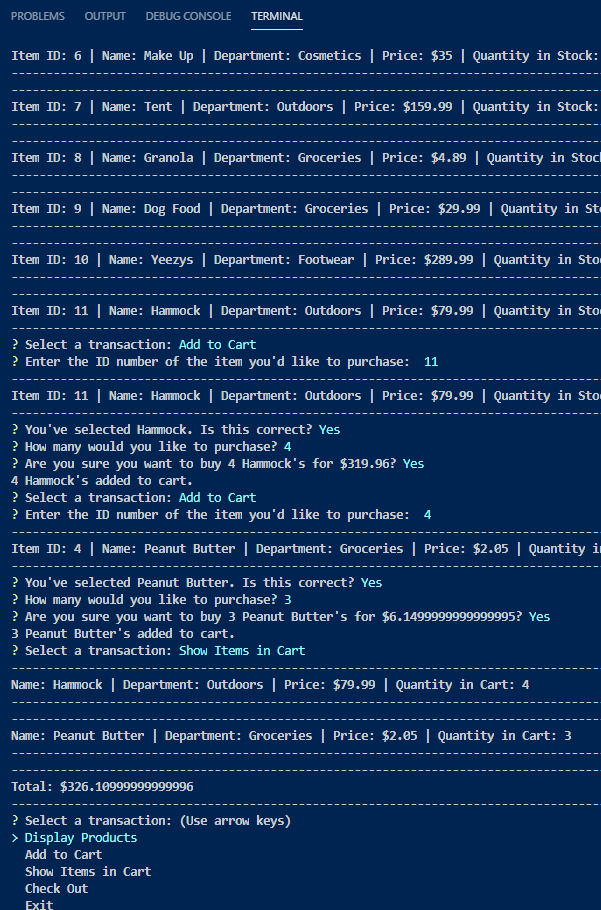 PROBLEMS OUTPUT DEBUG CONSOLE TERMINAL
Item ID: 6 | Name: Make Up | Department: Cosmetics | Price: $35 | Quantity in Stock:
Item ID: 7 | Name: Tent | Department: Outdoors | Price: $159.99 | Quantity in Stock:
Item ID: 8 | Name: Granola | Department: Groceries | Price: $4.89 | Quantity in Stock
Item ID: 9 | Name: Dog Food | Department: Groceries | Price: $29.99 | Quantity in Sto
Item ID: 10 | Name: Yeezys | Department: Footwear | Price: $289.99 | Quantity in Sto
Item ID: 11 | Name: Hammock | Department: Outdoors | Price: $79.99 | Quantity in Sto
? Select a transaction: Add to Cart
? Enter the ID number of the item you'd like to purchase: 11
Item ID: 11 | Name: Hammock | Department: Outdoors | Price: $79.99 | Quantity in Sto
? You've selected Hammock. Is this correct? Yes
? How many would you like to purchase? 4
? Are you sure you want to buy 4 Hammock's for $319.96? Yes
4 Hammock's added to cart.
? Select a transaction: Add to Cart
? Enter the ID number of the item you'd like to purchase: 4
Item ID: 4 | Name: Peanut Butter | Department: Groceries | Price: $2.05 | Quantity i
? You've selected Peanut Butter. Is this correct? Yes
? How many would you like to purchase? 3
? Are you sure you want to buy 3 Peanut Butter's for $6.1499999999999995? Yes
3 Peanut Butter's added to cart.
? Select a transaction: Show Items in Cart
Name: Hammock | Department: Outdoors | Price: $79.99 | Quantity in Cart: 4
Name: Peanut Butter | Department: Groceries | Price: $2.05 | Quantity in Cart: 3
Total: $326.10999999999996
? Select a transaction: (Use arrow keys)
> Display Products
Add to Cart
Show Items in Cart
Check Out
Exit